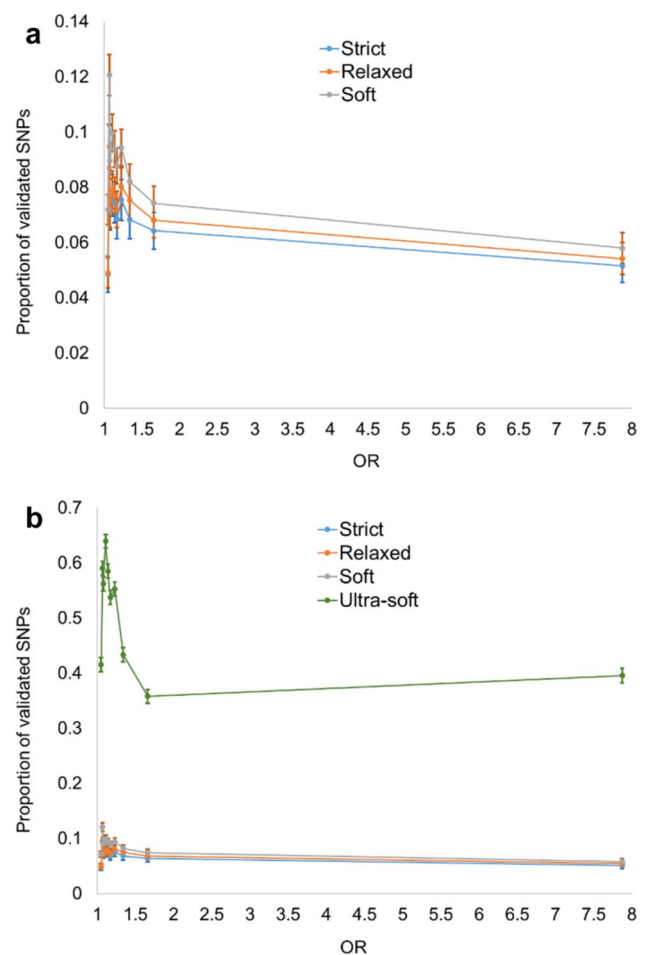 a
0.14
0.12
0.1
0.08
0.06
0.04
0.02
0
Proportion of validated SNPs
Strict
Relaxed
Soft
1 1.5 2 2.5 3 3.5 4 4.5 5 5.5 6 6.5 7 7.5 8
OR
b
0.7
0.6
0.5
0.4
0.3
0.2
0.1
0
Proportion of validated SNPs
Strict
Relaxed
Soft
Ultra-soft
1 1.5 2 2.5 3 3.5 4 4.5 5 5.5 6 6.5 7 7.5 8
OR